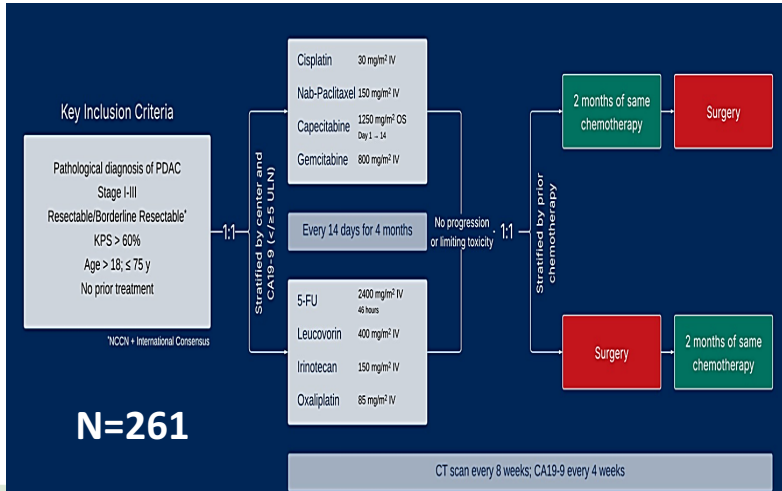 Key Inclusion Criteria
Pathological diagnosis of PDAC
Stage I-III
Resectable/Borderline Resectable*
KPS > 60%
Age > 18; ≤ 75 y
No prior treatment
*NCCN + International Consensus
N=261
1:1
Stratified by center and
CA19-9 (</≥5 ULN)
Cisplatin 30 mg/m² IV
Nab-Paclitaxel 150 mg/m² IV
Capecitabine 1250 mg/m² OS
Day 1 → 14
Gemcitabine 800 mg/m² IV
Every 14 days for 4 months
5-FU 2400 mg/m² IV
46 hours
Leucovorin 400 mg/m² IV
Irinotecan 150 mg/m² IV
Oxaliplatin 85 mg/m² IV
No progression
or limiting toxicity
1:1
Stratified by prior
chemotherapy
2 months of same
chemotherapy
Surgery
Surgery
2 months of same
chemotherapy
CT scan every 8 weeks; CA19-9 every 4 weeks